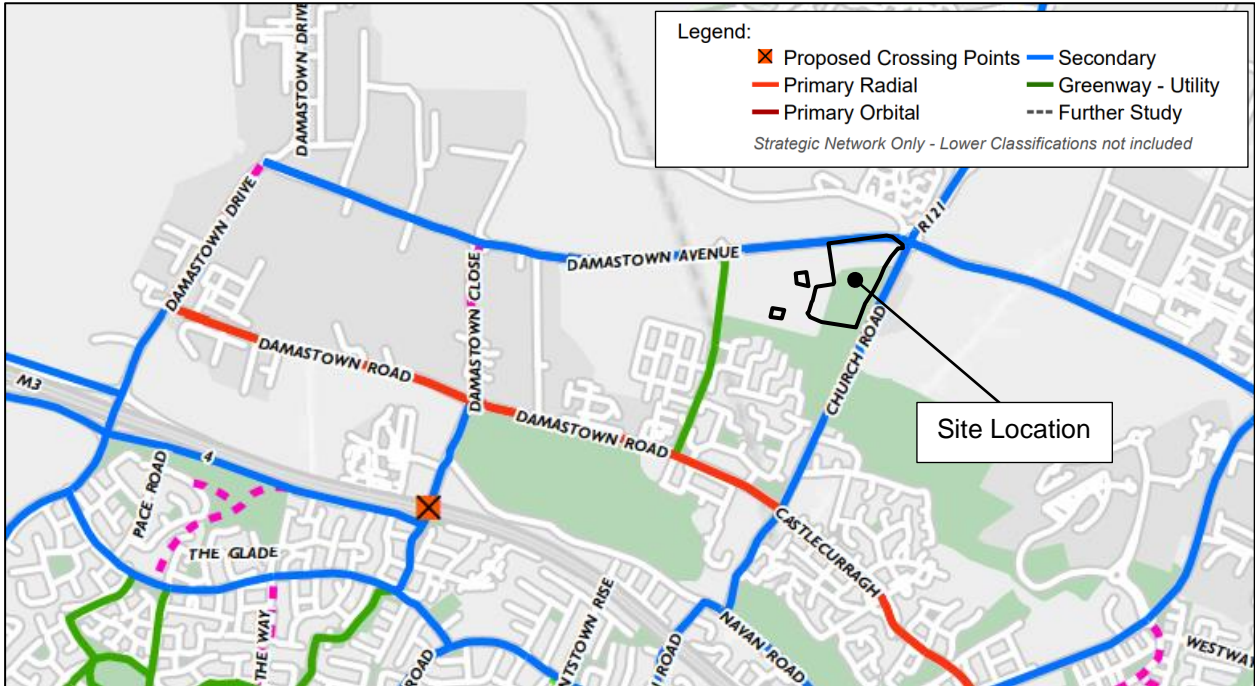 Legend:
Proposed Crossing Points
Primary Radial
Primary Orbital
Secondary
Greenway - Utility
Further Study
Strategic Network Only - Lower Classifications not included
DAMASTOWN DRIVE
DAMASTOWN DRIVE
R121
DAMASTOWN AVENUE
DAMASTOWN CLOSE
DAMASTOWN ROAD
M3
CHURCH ROAD
DAMASTOWN ROAD
Site Location
4
PACE ROAD
THE GLADE
CASTLECURRAGH
THE WAY
ROAD
NTSTOWN RISE
H ROAD
NAVAN ROAD
WESTWA